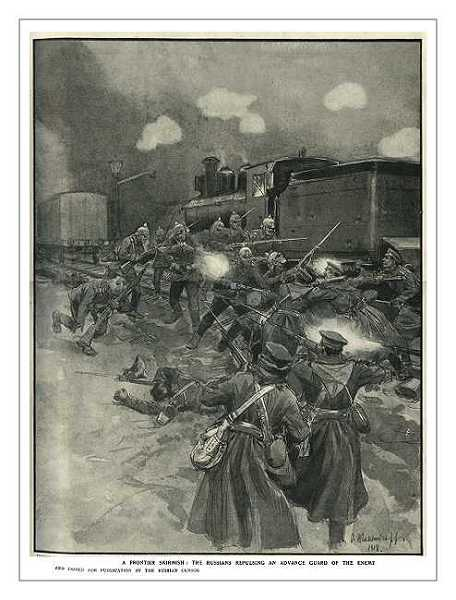 A FRONTIER SKIRMISH: THE RUSSIANS REPULSING AN ADVANCE GUARD OF THE ENEMY
AND PASSED FOR PUBLICATION BY THE RUSSIAN CENSOR